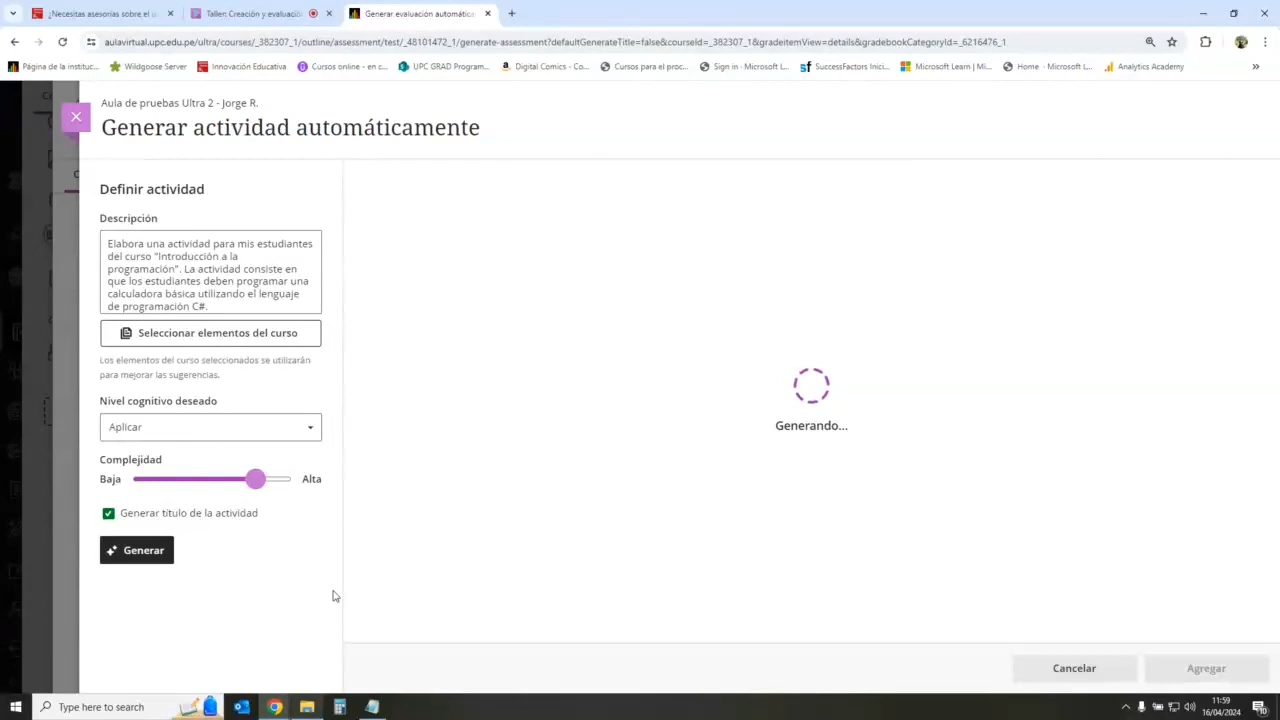 ¿Necesitas asesorías sobre el u
Taller: Creación y evaluación
Generar evaluación automática
aulavirtual.upc.edu.pe/ultra/courses/_382307_1/outline/assessment/test/_48101472_1/generate-assessment?defaultGenerateTitle=false&courseId=_382307_1&gradeitemView=details&gradebookCategoryId=_6216476_1
Página de la instituc...
Wildgoose Server
Innovación Educativa
Cursos online - en c...
UPC GRAD Program...
Digital Comics - Co...
Cursos para el proc...
Sign in - Microsoft L...
SuccessFactors Inici...
Microsoft Learn | Mi...
Home - Microsoft L...
Analytics Academy
Aula de pruebas Ultra 2 - Jorge R.
Generar actividad automáticamente
Definir actividad
Descripción
Elabora una actividad para mis estudiantes
del curso "Introducción a la
programación". La actividad consiste en
que los estudiantes deben programar una
calculadora básica utilizando el lenguaje
de programación C#.
Seleccionar elementos del curso
Los elementos del curso seleccionados se utilizarán
para mejorar las sugerencias.
Nivel cognitivo deseado
Aplicar
Complejidad
Baja
Alta
Generar título de la actividad
Generar
Generando...
Cancelar
Agregar
Type here to search
11:59
16/04/2024